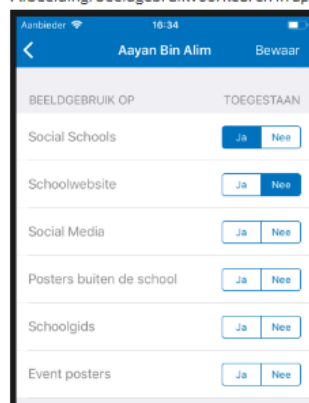 Aanbieder 16:34
Aayan Bin Alim Bewaar
BEELDGEBRUIK OP TOEGESTAAN
Social Schools Ja Nee
Schoolwebsite Ja Nee
Social Media Ja Nee
Posters buiten de school Ja Nee
Schoolgids Ja Nee
Event posters Ja Nee